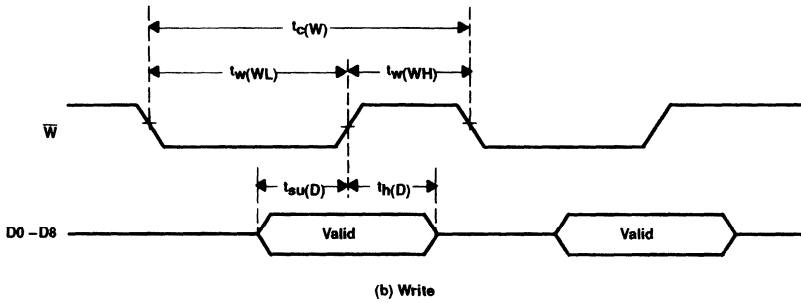 tc(W)
tw(WL)
tw(WH)
W̅
tsu(D)
th(D)
D0–D8
Valid
Valid
(b) Write